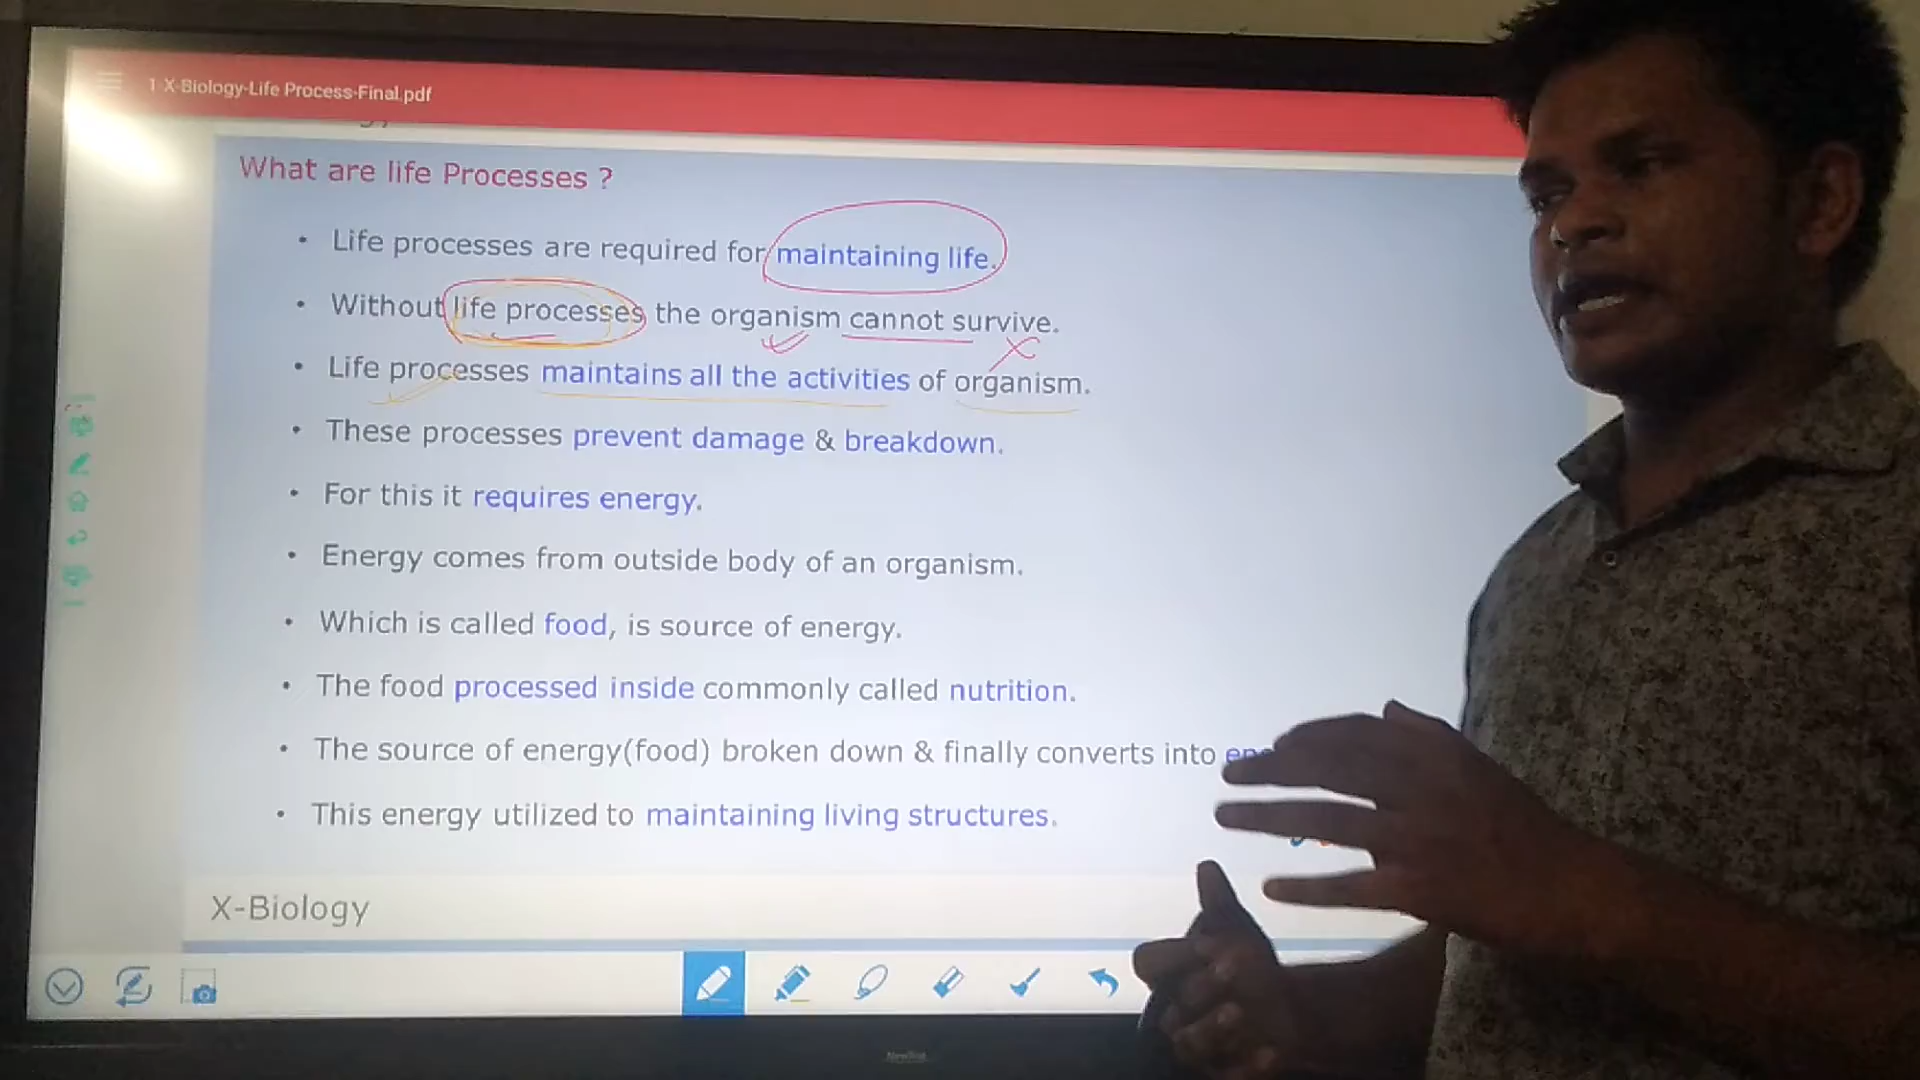 1 X-Biology-Life Process-Final.pdf
What are life Processes ?
• Life processes are required for maintaining life.
• Without life processes the organism cannot survive.
• Life processes maintains all the activities of organism.
• These processes prevent damage & breakdown.
• For this it requires energy.
• Energy comes from outside body of an organism.
• Which is called food, is source of energy.
• The food processed inside commonly called nutrition.
• The source of energy(food) broken down & finally converts into
• This energy utilized to maintaining living structures.
X-Biology